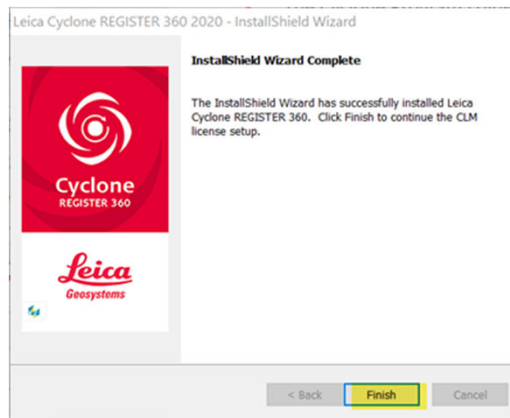 Leica Cyclone REGISTER 360 2020 - InstallShield Wizard
InstallShield Wizard Complete
The InstallShield Wizard has successfully installed Leica
Cyclone REGISTER 360. Click Finish to continue the CLM
license setup.
Cyclone
REGISTER 360
Leica
Geosystems
< Back
Finish
Cancel